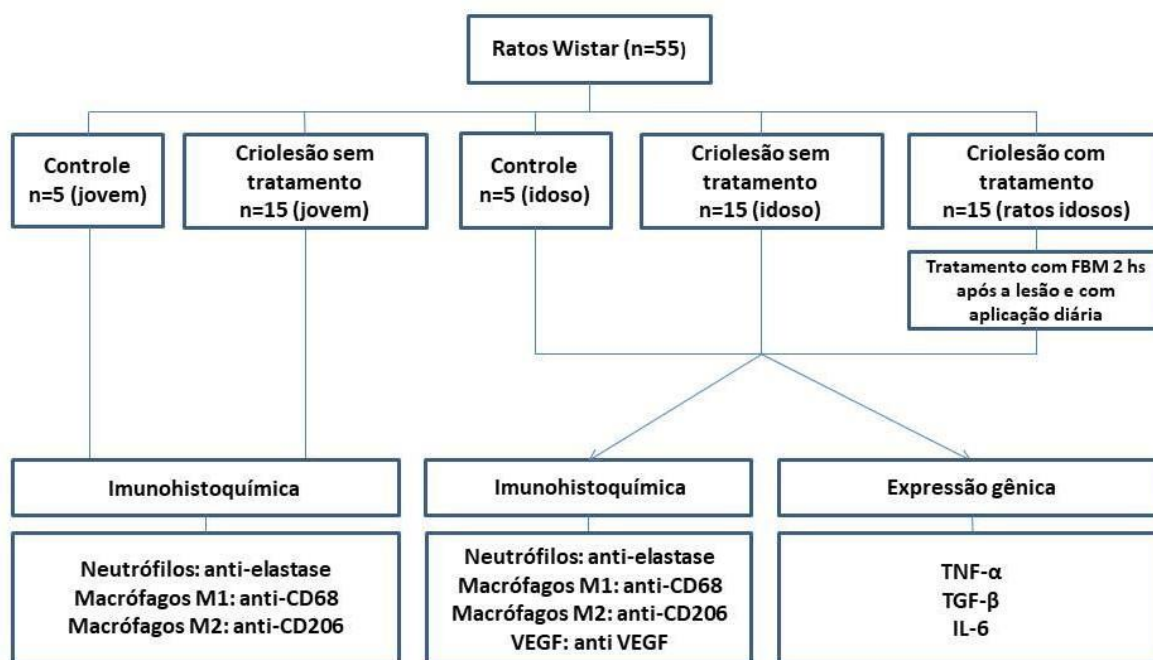 Ratos Wistar (n=55)
Controle
n=5 (jovem)
Criolesão sem
tratamento
n=15 (jovem)
Controle
n=5 (idoso)
Criolesão sem
tratamento
n=15 (idoso)
Criolesão com
tratamento
n=15 (ratos idosos)
Tratamento com FBM 2 hs
após a lesão e com
aplicação diária
Imunohistoquímica
Imunohistoquímica
Expressão gênica
Neutrófilos: anti-elastase
Macrófagos M1: anti-CD68
Macrófagos M2: anti-CD206
Neutrófilos: anti-elastase
Macrófagos M1: anti-CD68
Macrófagos M2: anti-CD206
VEGF: anti VEGF
TNF-α
TGF-β
IL-6